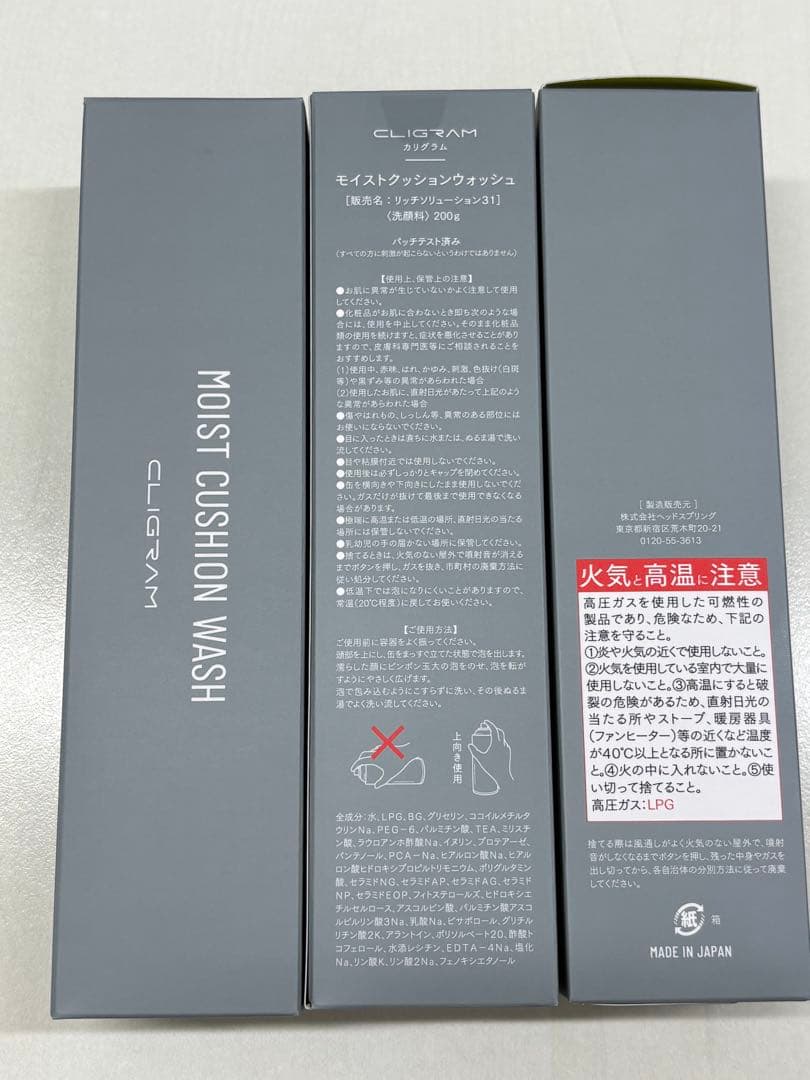 MOIST CUSHION WASH
CLIGRAM
CLIGRAM
カリグラム
モイストクッションウォッシュ
[販売名：リッチソリューション31]
〈洗顔料〉200g
パッチテスト済み
(すべての方に刺激が起こらないというわけではありません)
【使用上、保管上の注意】
●お肌に異常が生じていないかよく注意して使用
してください。
●化粧品がお肌に合わないとき即ち次のような場
合には、使用を中止してください。そのまま化粧品
類の使用を続けますと、症状を悪化させることがあり
ますので、皮膚科専門医等にご相談されることを
おすすめします。
(1)使用中、赤味、はれ、かゆみ、刺激、色抜け(白斑
等)や黒ずみ等の異常があらわれた場合
(2)使用したお肌に、直射日光があたって上記のよう
な異常があらわれた場合
●傷やはれもの、しっしん等、異常のある部位には
お使いにならないでください。
●目に入ったときは直ちに水または、ぬるま湯で洗い
流してください。
●目や粘膜付近では使用しないでください。
●使用後は必ずしっかりとキャップを閉めてください。
●缶を横向きや下向きにしたまま使用しないでくだ
さい。ガスだけが抜けて最後まで使用できなくなる
場合があります。
●極端に高温または低温の場所、直射日光の当たる
場所には保管しないでください。
●乳幼児の手の届かない場所に保管してください。
●捨てるときは、火気のない屋外で噴射音が消える
までボタンを押し、ガスを抜き、市町村の廃棄方法に
従い処分してください。
●低温下では泡になりにくいことがありますので、
常温(20℃程度)に戻してお使いください。
【ご使用方法】
ご使用前に容器をよく振ってください。
頭部を上にし、缶をまっすぐ立てた状態で泡を出します。
濡らした顔にピンポン玉大の泡をのせ、泡を転が
すようにやさしく広げます。
泡で包み込むようにこすらずに洗い、その後ぬるま
湯でよく洗い流してください。
上向き使用
全成分：水、LPG、BG、グリセリン、ココイルメチルタ
ウリンNa、PEG-6、パルミチン酸、TEA、ミリスチ
ン酸、ラウロアンホ酢酸Na、イヌリン、プロテアーゼ、
パンテノール、PCA-Na、ヒアルロン酸Na、ヒアル
ロン酸ヒドロキシプロピルトリモニウム、ポリグルタミン
酸、セラミドNG、セラミドAP、セラミドAG、セラミド
NP、セラミドEOP、フィトステロールズ、ヒドロキシエ
チルセルロース、アスコルビン酸、パルミチン酸アスコ
ルビルリン酸3Na、乳酸Na、ビサボロール、グリチル
リチン酸2K、アラントイン、ポリソルベート20、酢酸ト
コフェロール、水添レシチン、EDTA-4Na、塩化
Na、リン酸K、リン酸2Na、フェノキシエタノール
[製造販売元]
株式会社ヘッドスプリング
東京都新宿区荒木町20-21
0120-55-3613
火気と高温に注意
高圧ガスを使用した可燃性の
製品であり、危険なため、下記の
注意を守ること。
①炎や火気の近くで使用しないこと。
②火気を使用している室内で大量に
使用しないこと。③高温にすると破
裂の危険があるため、直射日光の
当たる所やストーブ、暖房器具
(ファンヒーター)等の近くなど温度
が40℃以上となる所に置かないこ
と。④火の中に入れないこと。⑤使
い切って捨てること。
高圧ガス：LPG
捨てる際は風通しがよく火気のない屋外で、噴射
音がしなくなるまでボタンを押し、残った中身やガスを
出し切ってから、各自治体の分別方法に従って廃棄
してください。
紙 箱
MADE IN JAPAN